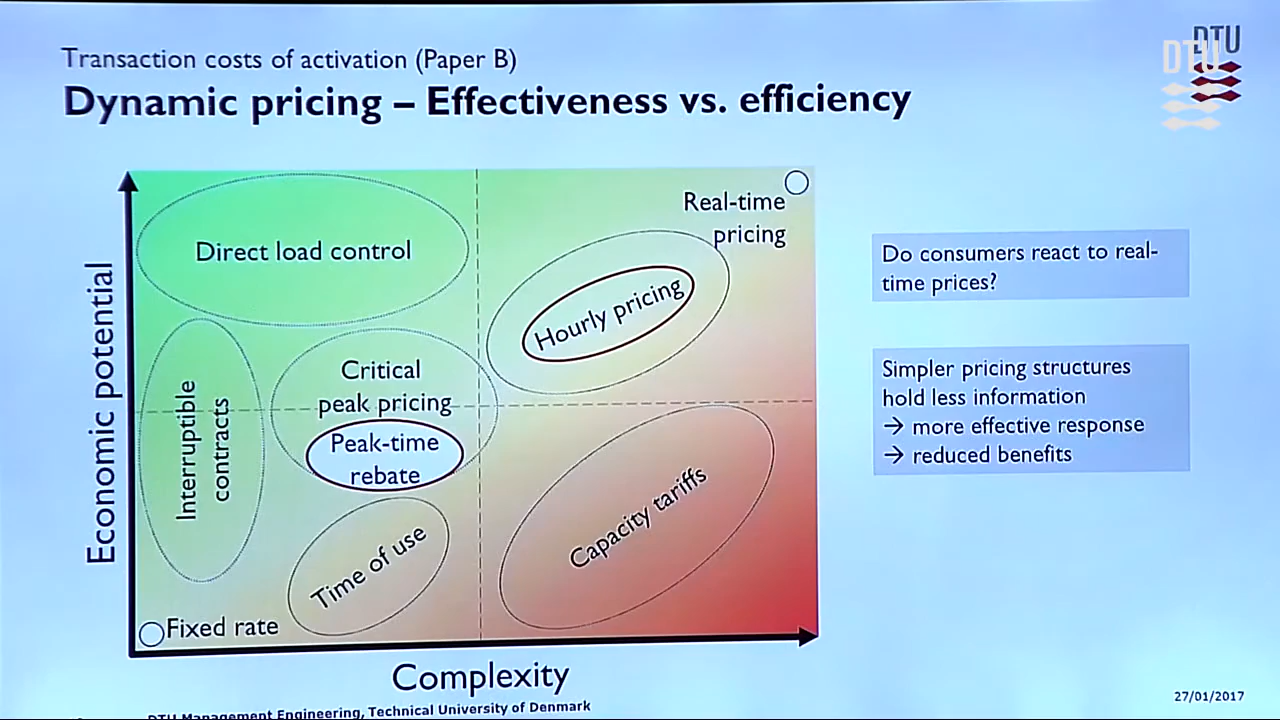 Transaction costs of activation (Paper B)
Dynamic pricing – Effectiveness vs. efficiency
DTU
DTU
Real-time
pricing
Direct load control
Hourly pricing
Critical
peak pricing
Peak-time
rebate
Interruptible
contracts
Time of use
Capacity tariffs
Fixed rate
Economic potential
Complexity
Do consumers react to real-
time prices?
Simpler pricing structures
hold less information
→ more effective response
→ reduced benefits
DTU Management Engineering, Technical University of Denmark
27/01/2017